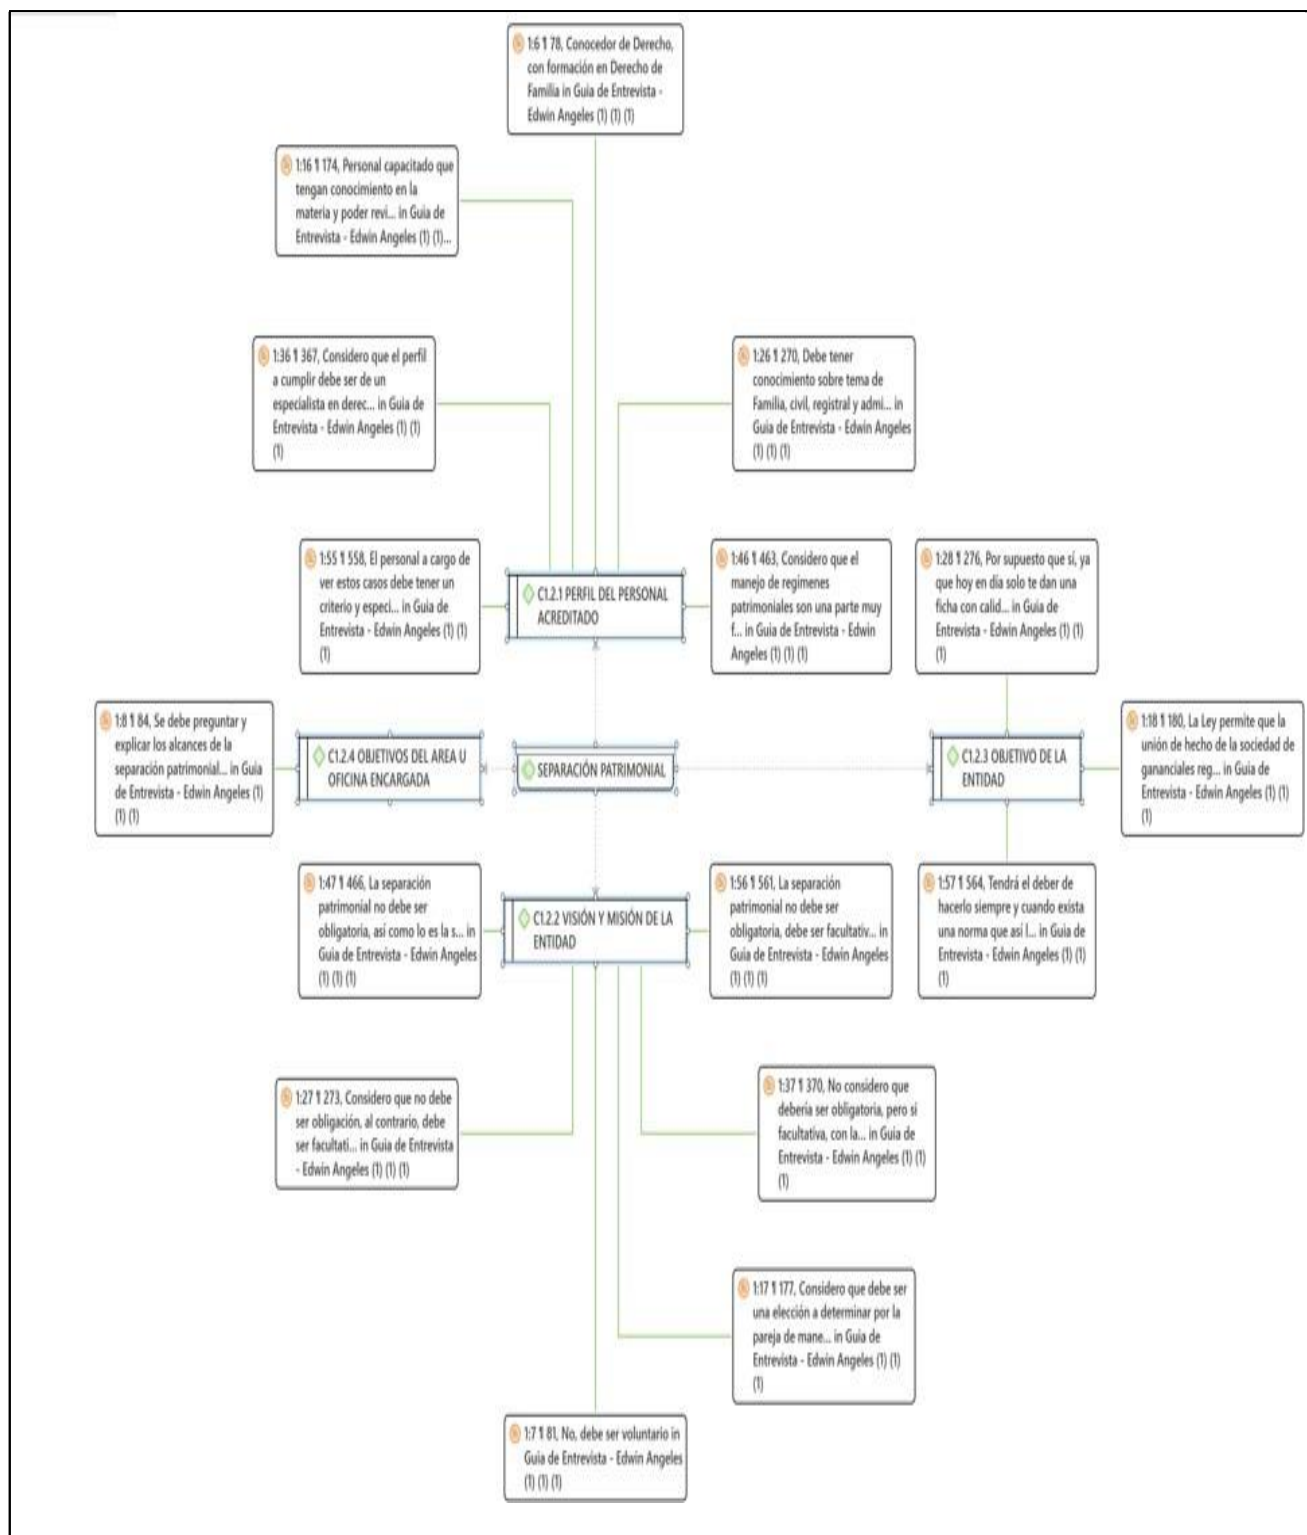 1:6 ¶ 78, Conocedor de Derecho,
con formación en Derecho de
Familia in Guia de Entrevista -
Edwin Angeles (1) (1) (1)
1:16 ¶ 174, Personal capacitado que
tengan conocimiento en la
materia y poder revi... in Guia de
Entrevista - Edwin Angeles (1) (1)...
1:36 ¶ 367, Considero que el perfil
a cumplir debe ser de un
especialista en derec... in Guia de
Entrevista - Edwin Angeles (1) (1)
(1)
1:26 ¶ 270, Debe tener
conocimiento sobre tema de
Familia, civil, registral y admi... in
Guia de Entrevista - Edwin Angeles
(1) (1) (1)
1:55 ¶ 558, El personal a cargo de
ver estos casos debe tener un
criterio y especi... in Guia de
Entrevista - Edwin Angeles (1) (1)
(1)
C1.2.1 PERFIL DEL PERSONAL
ACREDITADO
1:46 ¶ 463, Considero que el
manejo de regímenes
patrimoniales son una parte muy
f... in Guia de Entrevista - Edwin
Angeles (1) (1) (1)
1:28 ¶ 276, Por supuesto que sí, ya
que hoy en día solo te dan una
ficha con calid... in Guia de
Entrevista - Edwin Angeles (1) (1)
(1)
1:8 ¶ 84, Se debe preguntar y
explicar los alcances de la
separación patrimonial... in Guia
de Entrevista - Edwin Angeles (1)
(1) (1)
C1.2.4 OBJETIVOS DEL AREA U
OFICINA ENCARGADA
SEPARACIÓN PATRIMONIAL
C1.2.3 OBJETIVO DE LA
ENTIDAD
1:18 ¶ 180, La Ley permite que la
unión de hecho de la sociedad de
gananciales reg... in Guia de
Entrevista - Edwin Angeles (1) (1)
(1)
1:47 ¶ 466, La separación
patrimonial no debe ser
obligatoria, así como lo es la s... in
Guia de Entrevista - Edwin Angeles
(1) (1) (1)
C1.2.2 VISIÓN Y MISIÓN DE LA
ENTIDAD
1:56 ¶ 561, La separación
patrimonial no debe ser
obligatoria, debe ser facultativ... in
Guia de Entrevista - Edwin Angeles
(1) (1) (1)
1:57 ¶ 564, Tendrá el deber de
hacerlo siempre y cuando exista
una norma que así l... in Guia de
Entrevista - Edwin Angeles (1) (1)
(1)
1:27 ¶ 273, Considero que no debe
ser obligación, al contrario, debe
ser facultati... in Guia de Entrevista
- Edwin Angeles (1) (1) (1)
1:37 ¶ 370, No considero que
debería ser obligatoria, pero si
facultativa, con la... in Guia de
Entrevista - Edwin Angeles (1) (1)
(1)
1:17 ¶ 177, Considero que debe ser
una elección a determinar por la
pareja de mane... in Guia de
Entrevista - Edwin Angeles (1) (1)
(1)
1:7 ¶ 81, No, debe ser voluntario in
Guia de Entrevista - Edwin Angeles
(1) (1) (1)